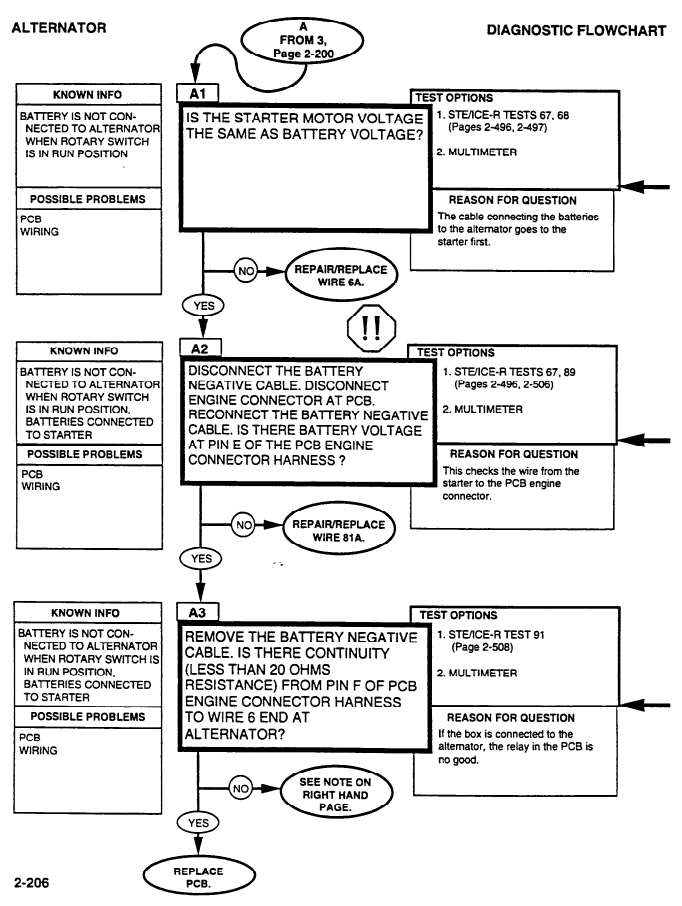 ALTERNATOR
DIAGNOSTIC FLOWCHART
A
FROM 3,
Page 2-200
KNOWN INFO
BATTERY IS NOT CON-
NECTED TO ALTERNATOR
WHEN ROTARY SWITCH
IS IN RUN POSITION
POSSIBLE PROBLEMS
PCB
WIRING
A1
IS THE STARTER MOTOR VOLTAGE
THE SAME AS BATTERY VOLTAGE?
TEST OPTIONS
1. STE/ICE-R TESTS 67, 68
(Pages 2-496, 2-497)
2. MULTIMETER
REASON FOR QUESTION
The cable connecting the batteries
to the alternator goes to the
starter first.
NO
REPAIR/REPLACE
WIRE 6A.
YES
!!
KNOWN INFO
BATTERY IS NOT CON-
NECTED TO ALTERNATOR
WHEN ROTARY SWITCH
IS IN RUN POSITION,
BATTERIES CONNECTED
TO STARTER
POSSIBLE PROBLEMS
PCB
WIRING
A2
DISCONNECT THE BATTERY
NEGATIVE CABLE. DISCONNECT
ENGINE CONNECTOR AT PCB.
RECONNECT THE BATTERY NEGATIVE
CABLE. IS THERE BATTERY VOLTAGE
AT PIN E OF THE PCB ENGINE
CONNECTOR HARNESS ?
TEST OPTIONS
1. STE/ICE-R TESTS 67, 89
(Pages 2-496, 2-506)
2. MULTIMETER
REASON FOR QUESTION
This checks the wire from the
starter to the PCB engine
connector.
NO
REPAIR/REPLACE
WIRE 81A.
YES
KNOWN INFO
BATTERY IS NOT CON-
NECTED TO ALTERNATOR
WHEN ROTARY SWITCH IS
IN RUN POSITION,
BATTERIES CONNECTED
TO STARTER
POSSIBLE PROBLEMS
PCB
WIRING
A3
REMOVE THE BATTERY NEGATIVE
CABLE. IS THERE CONTINUITY
(LESS THAN 20 OHMS
RESISTANCE) FROM PIN F OF PCB
ENGINE CONNECTOR HARNESS
TO WIRE 6 END AT
ALTERNATOR?
TEST OPTIONS
1. STE/ICE-R TEST 91
(Page 2-508)
2. MULTIMETER
REASON FOR QUESTION
If the box is connected to the
alternator, the relay in the PCB is
no good.
NO
SEE NOTE ON
RIGHT HAND
PAGE.
YES
REPLACE
PCB.
2-206